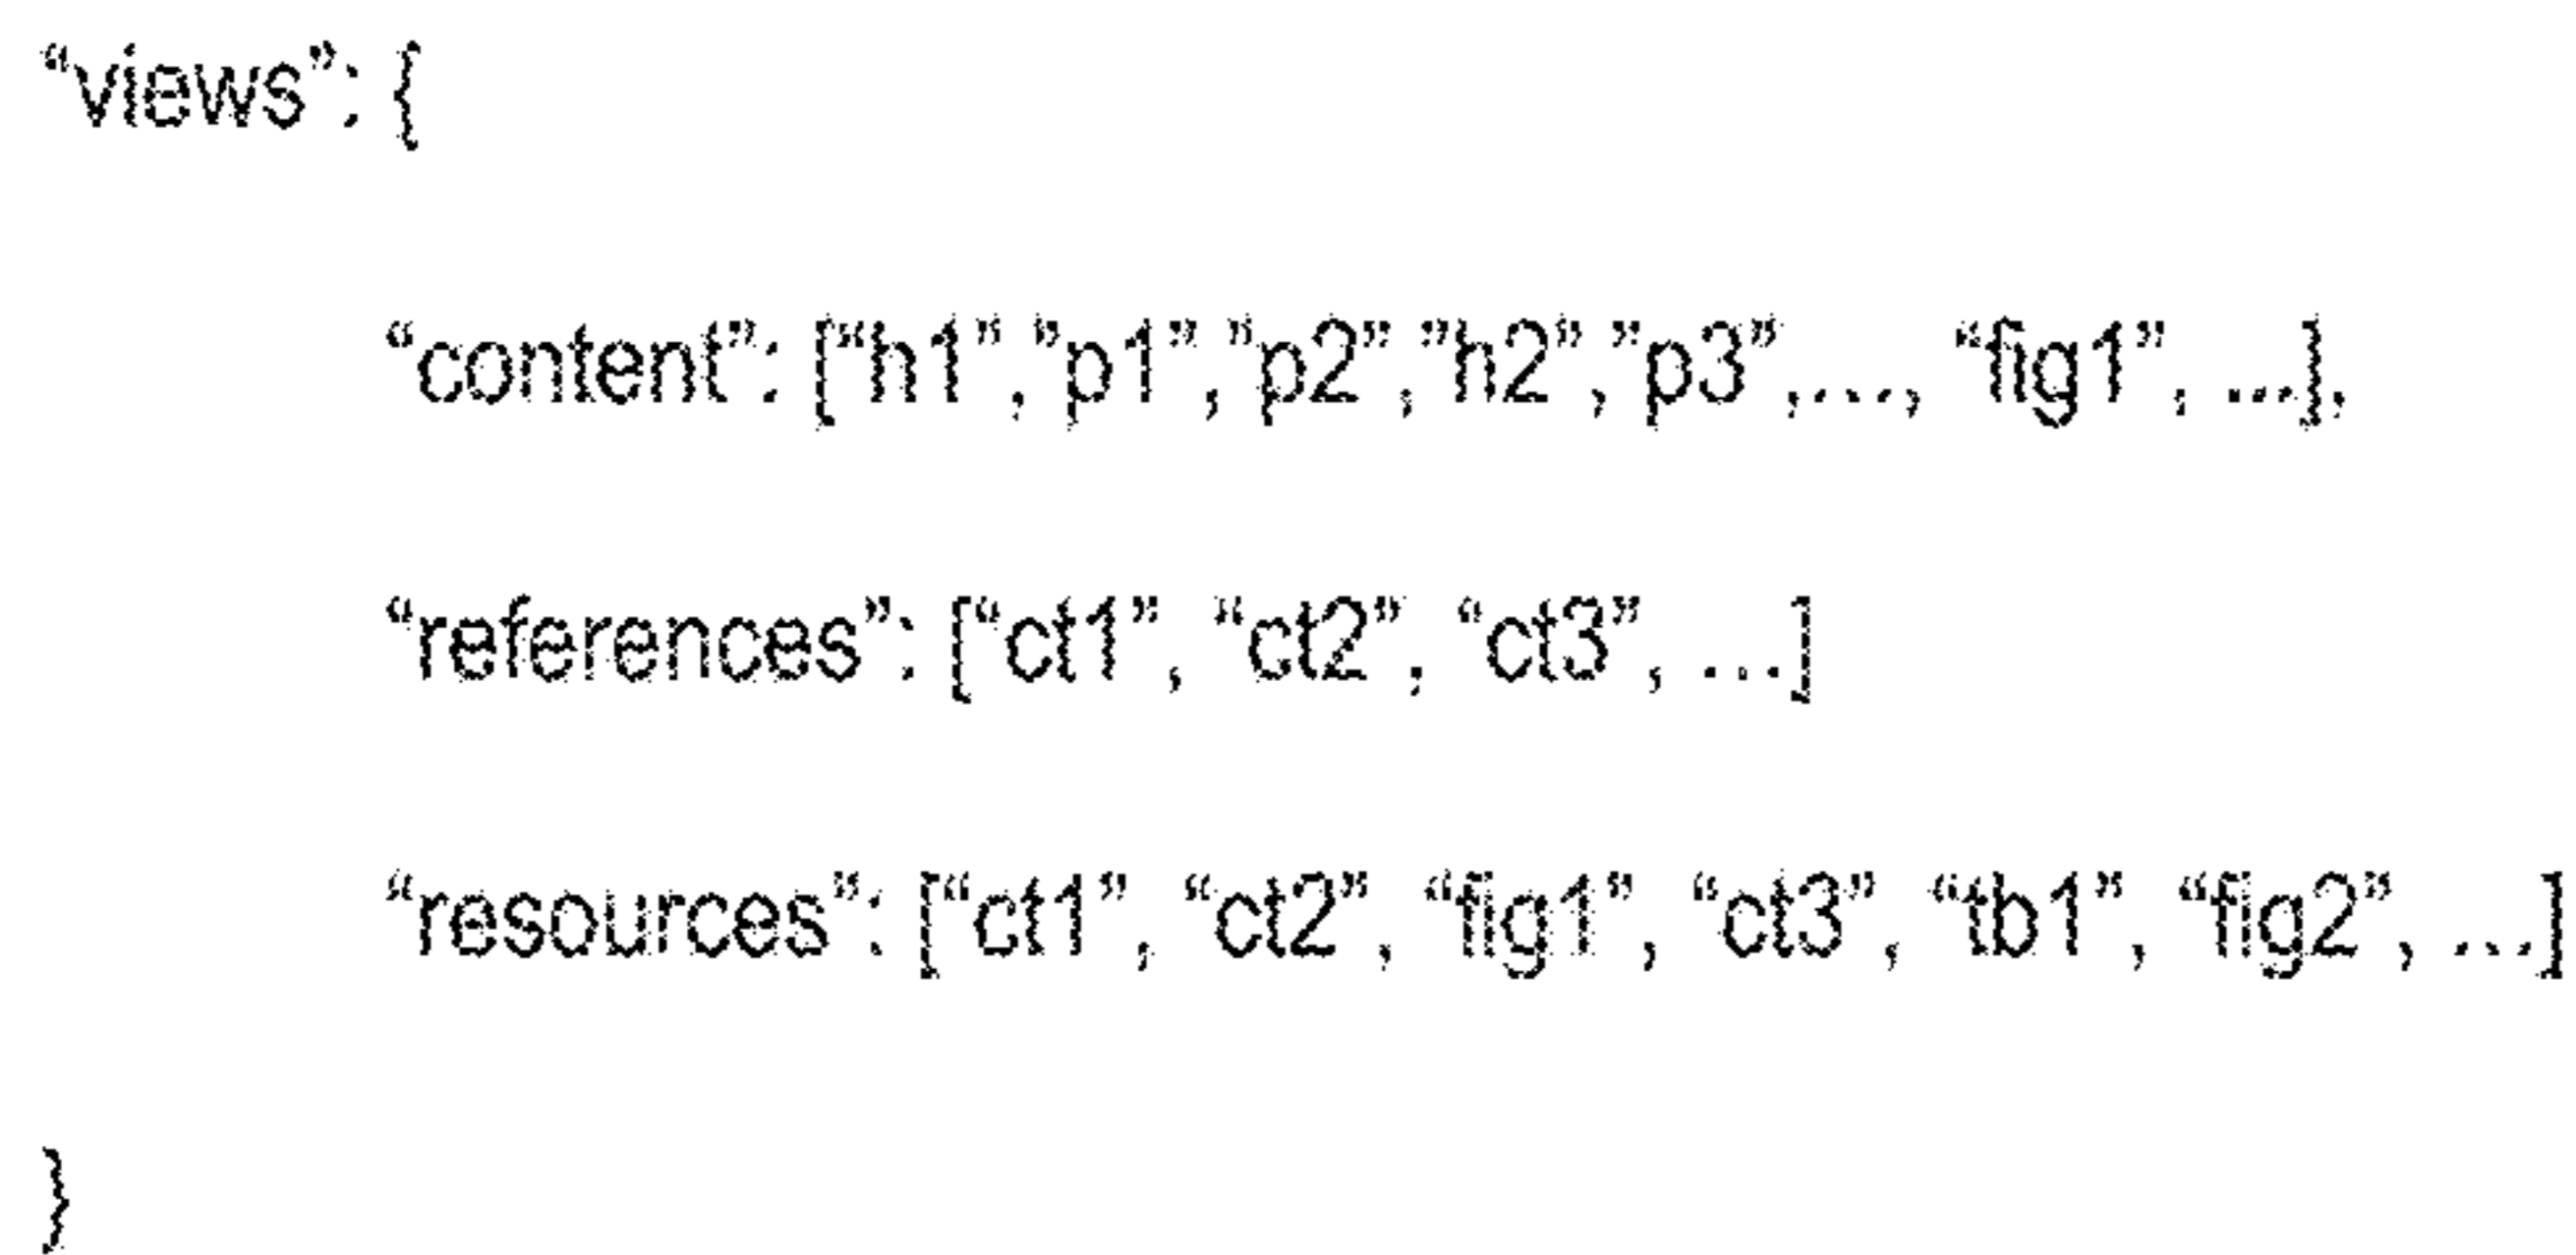 “views”: {
“content”: [“h1”,”p1”,”p2”,”h2”,”p3”,..., “fig1”, ...],
“references”: [“ct1”, “ct2”, “ct3”, ...]
“resources”: [“ct1”, “ct2”, “fig1”, “ct3”, “tb1”, “fig2”, ...]
}